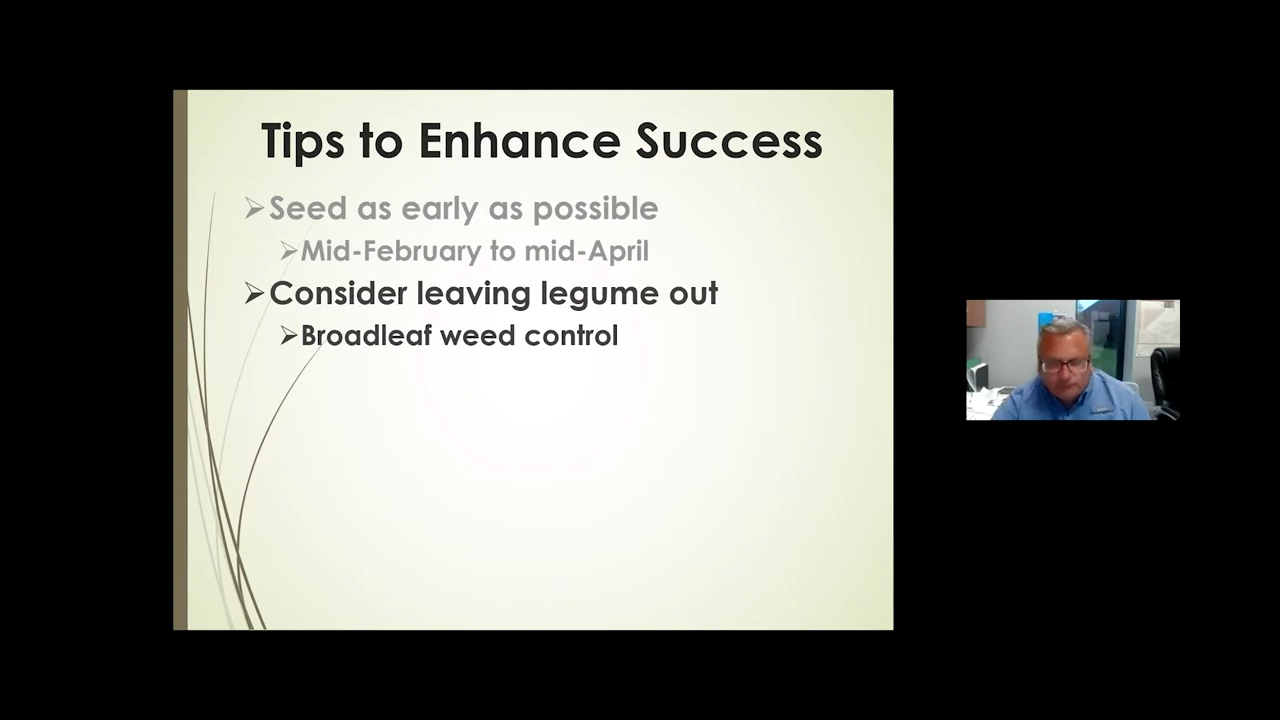 Tips to Enhance Success
Seed as early as possible
Mid-February to mid-April
Consider leaving legume out
Broadleaf weed control